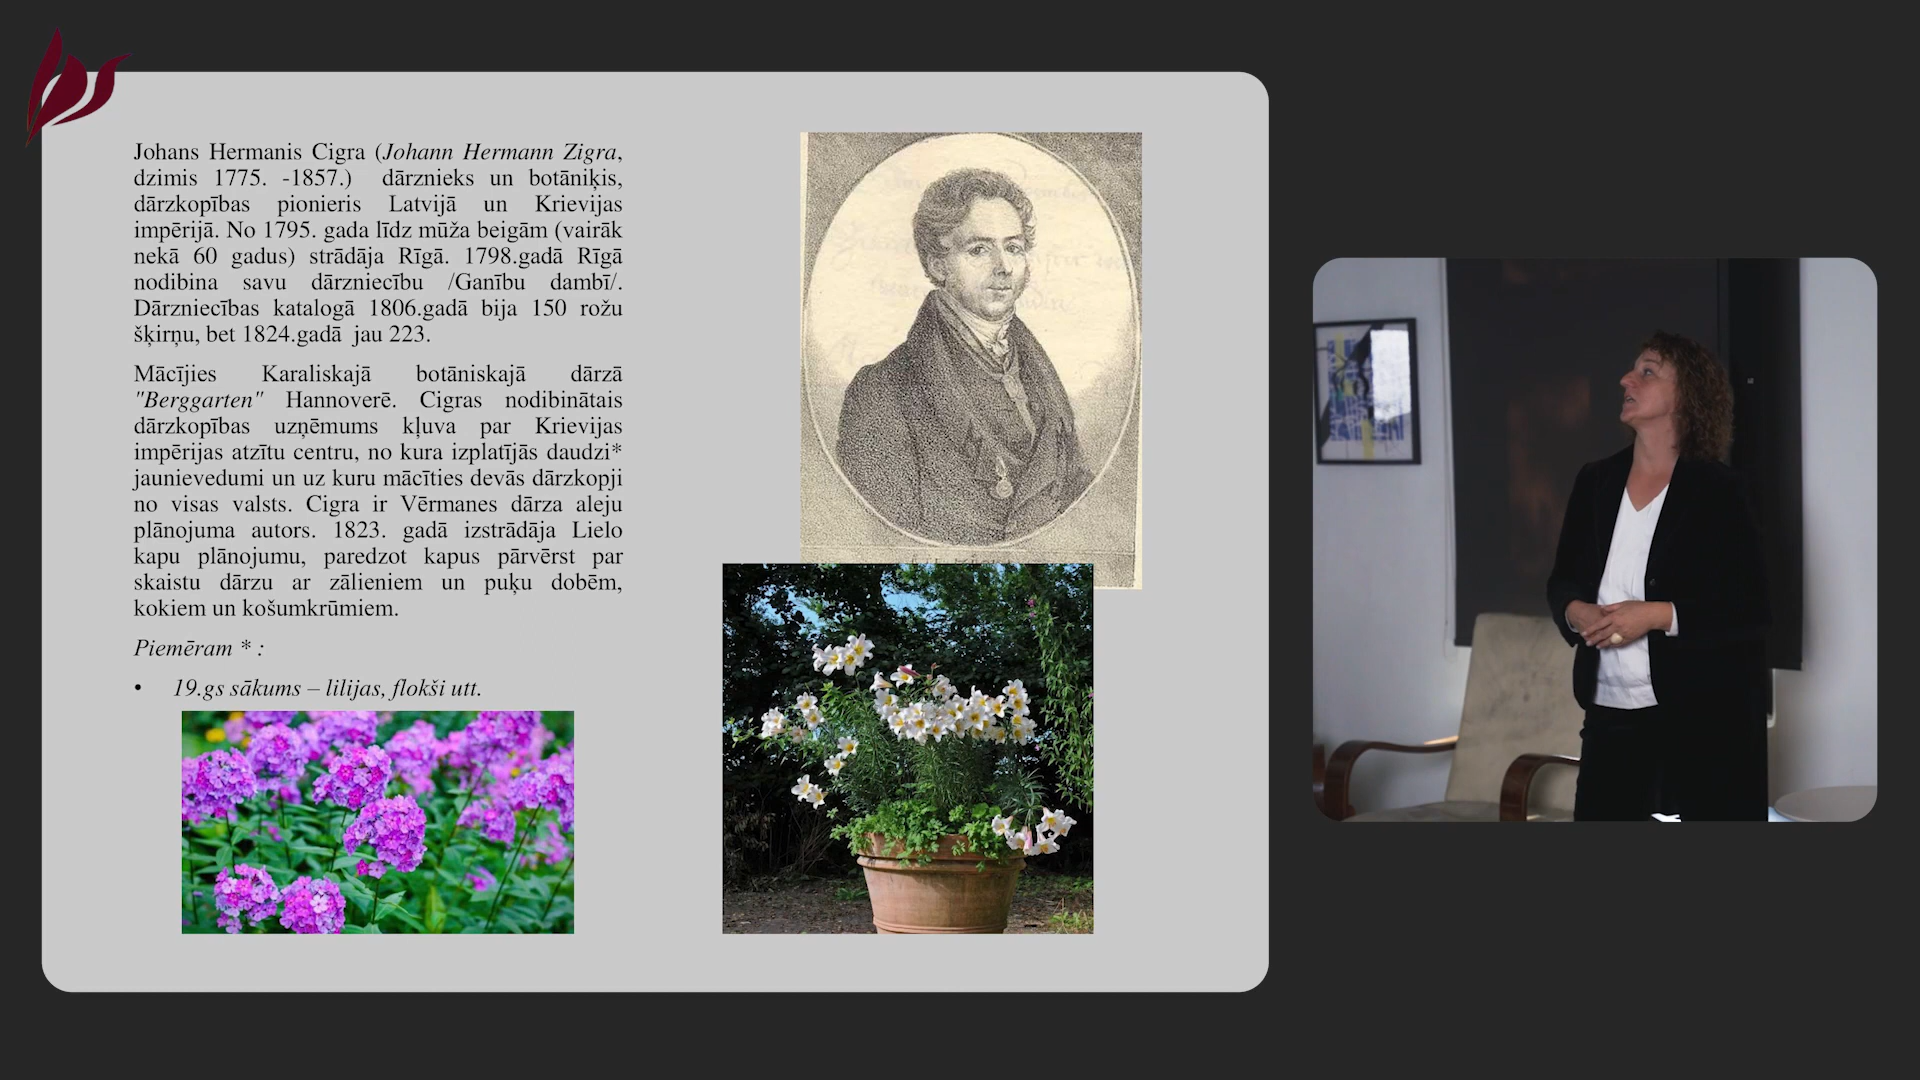 Johans Hermanis Cigra (Johann Hermann Zigra,
dzimis 1775. -1857.) dārznieks un botāniķis,
dārzkopības pionieris Latvijā un Krievijas
impērijā. No 1795. gada līdz mūža beigām (vairāk
nekā 60 gadus) strādāja Rīgā. 1798.gadā Rīgā
nodibina savu dārzniecību /Ganību dambī/.
Dārzniecības katalogā 1806.gadā bija 150 rožu
šķirņu, bet 1824.gadā jau 223.
Mācījies Karaliskajā botāniskajā dārzā
"Berggarten" Hannoverē. Cigras nodibinātais
dārzkopības uzņēmums kļuva par Krievijas
impērijas atzītu centru, no kura izplatījās daudzi*
jaunievedumi un uz kuru mācīties devās dārzkopji
no visas valsts. Cigra ir Vērmanes dārza aleju
plānojuma autors. 1823. gadā izstrādāja Lielo
kapu plānojumu, paredzot kapus pārvērst par
skaistu dārzu ar zālieniem un puķu dobēm,
kokiem un košumkrūmiem.
Piemēram * :
• 19.gs sākums – lilijas, flokši utt.